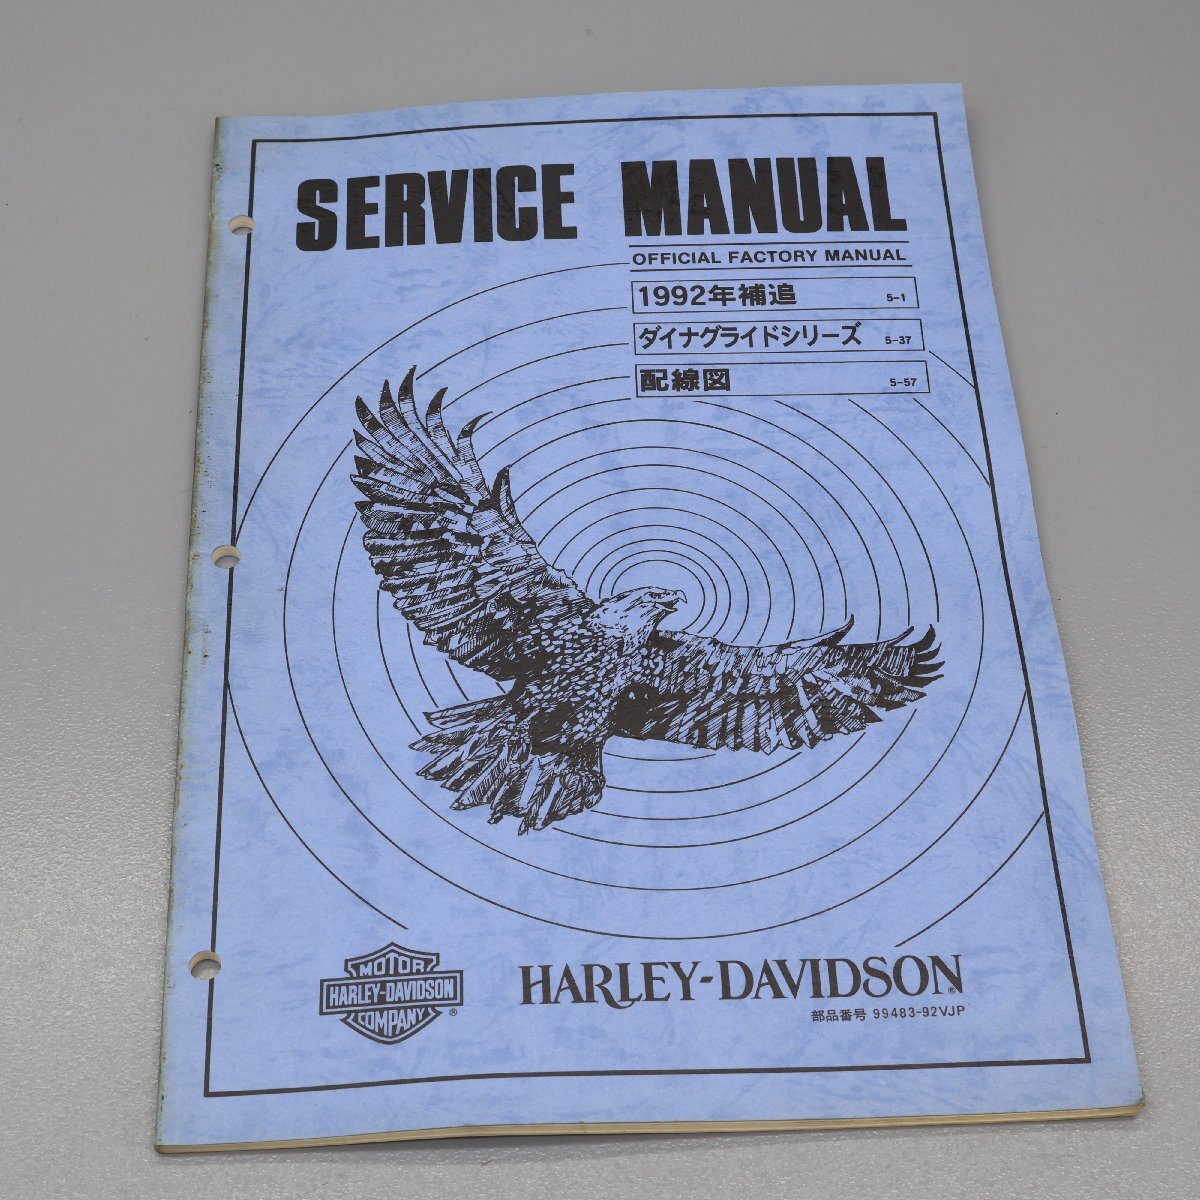 SERVICE MANUAL
OFFICIAL FACTORY MANUAL
1992年補追 5-1
ダイナグライドシリーズ 5-37
配線図 5-57
MOTOR
HARLEY-DAVIDSON
COMPANY
®
HARLEY-DAVIDSON®
部品番号 99483-92VJP